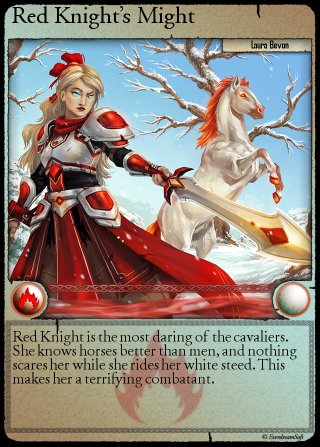 Red Knight's Might
Laura Bevon
Red Knight is the most daring of the cavaliers.
She knows horses better than men, and nothing
scares her while she rides her white steed. This
makes her a terrifying combatant.
© EverdreamSoft